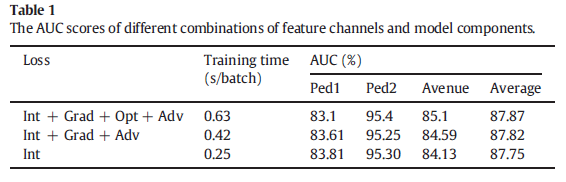 Table 1
The AUC scores of different combinations of feature channels and model components.
Loss Training time AUC (%)
(s/batch)
Ped1 Ped2 Avenue Average
Int + Grad + Opt + Adv 0.63 83.1 95.4 85.1 87.87
Int + Grad + Adv 0.42 83.61 95.25 84.59 87.82
Int 0.25 83.81 95.30 84.13 87.75